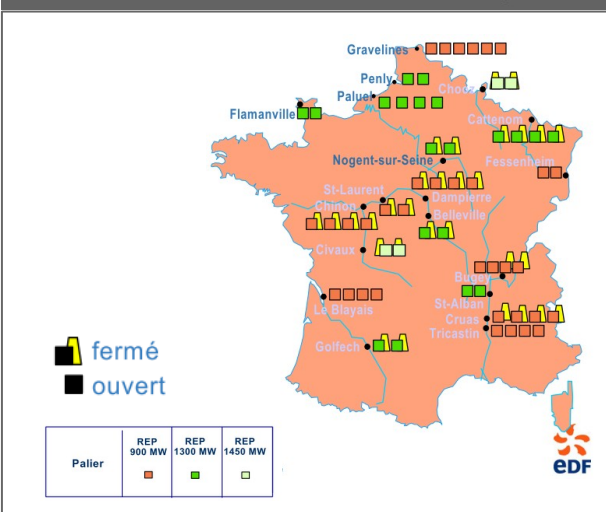 Gravelines
Penly
Chooz
Paluel
Flamanville
Cattenom
Nogent-sur-Seine
Fessenheim
St-Laurent
Dampierre
Chinon
Belleville
Civaux
Bugey
St-Alban
Le Blayais
Cruas
Tricastin
Golfech
fermé
ouvert
Palier
REP 900 MW
REP 1300 MW
REP 1450 MW
eDF